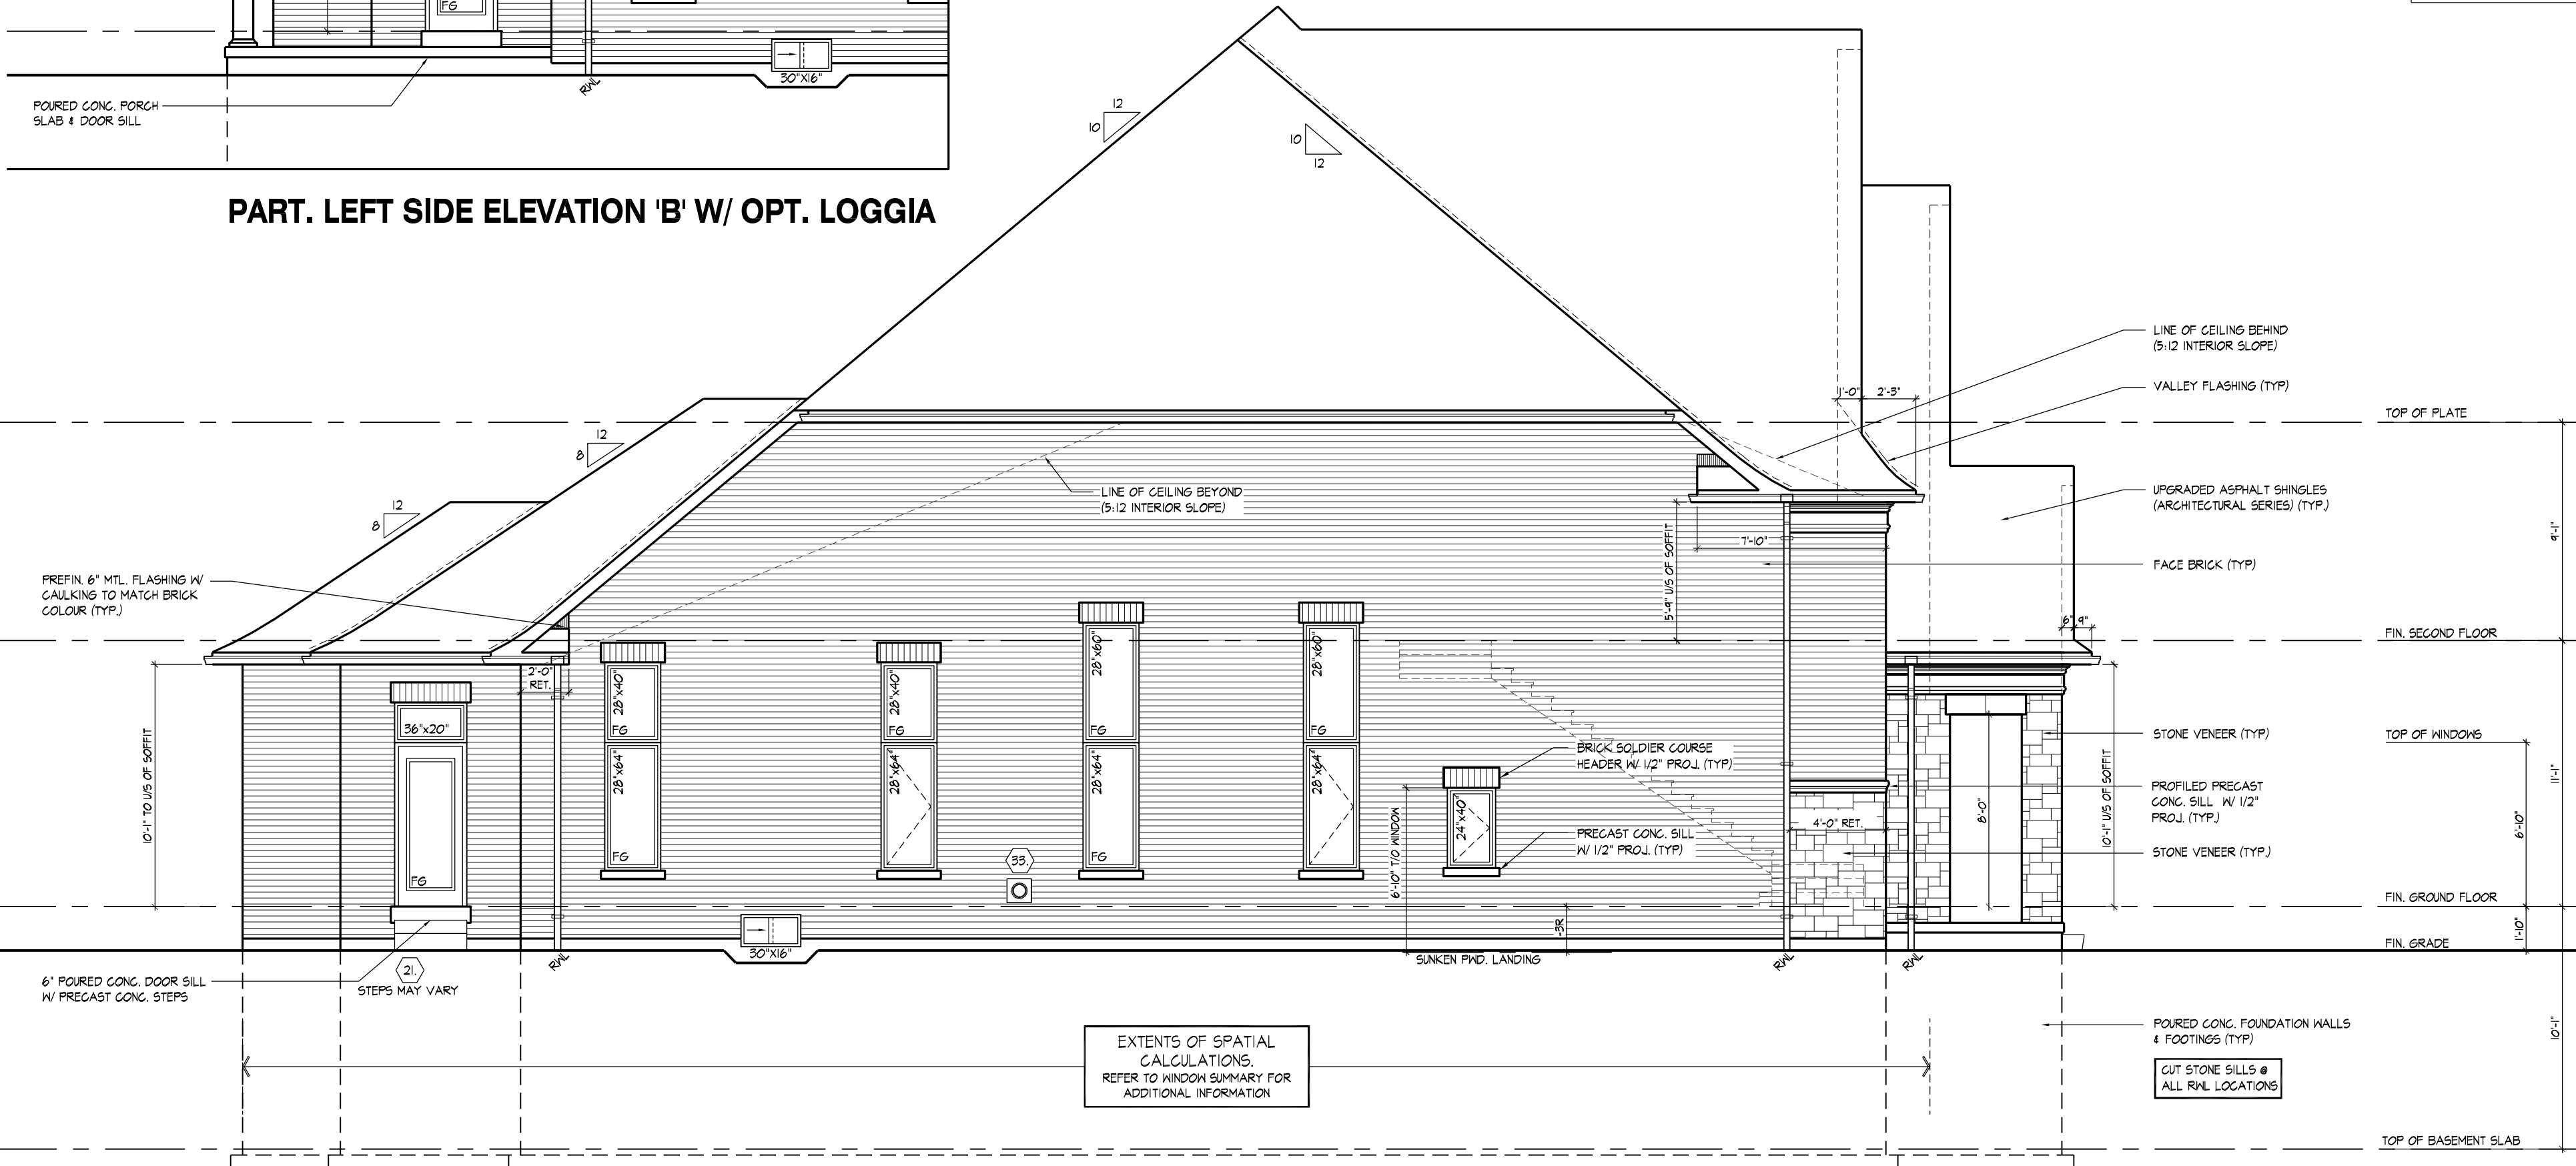 FG
30"X16"
RWL
POURED CONC. PORCH
SLAB & DOOR SILL
PART. LEFT SIDE ELEVATION 'B' W/ OPT. LOGGIA
12
10
10
12
12
8
12
8
LINE OF CEILING BEHIND
(5:12 INTERIOR SLOPE)
VALLEY FLASHING (TYP)
1'-0"
2'-3"
TOP OF PLATE
9'-1"
LINE OF CEILING BEYOND
(5:12 INTERIOR SLOPE)
UPGRADED ASPHALT SHINGLES
(ARCHITECTURAL SERIES) (TYP.)
7'-10"
5'-9" U/S OF SOFFIT
FACE BRICK (TYP)
PREFIN. 6" MTL. FLASHING W/
CAULKING TO MATCH BRICK
COLOUR (TYP.)
6"
9"
FIN. SECOND FLOOR
2'-0"
RET.
28"x40"
FG
28"x64"
FG
28"x40"
FG
28"x64"
28"x60"
FG
28"x64"
FG
28"x60"
FG
28"x64"
36"x20"
FG
10'-1" TO U/S OF SOFFIT
BRICK SOLDIER COURSE
HEADER W/ 1/2" PROJ. (TYP)
24"x40"
6'-10" T/O WINDOW
PRECAST CONC. SILL
W/ 1/2" PROJ. (TYP)
4'-0" RET.
8'-0"
10'-1" U/S OF SOFFIT
STONE VENEER (TYP)
TOP OF WINDOWS
11'-1"
PROFILED PRECAST
CONC. SILL W/ 1/2"
PROJ. (TYP.)
6'-10"
STONE VENEER (TYP.)
33.
-3R
FIN. GROUND FLOOR
1'-10"
FIN. GRADE
30"X16"
RWL
SUNKEN PWD. LANDING
RWL
RWL
21.
STEPS MAY VARY
6" POURED CONC. DOOR SILL
W/ PRECAST CONC. STEPS
EXTENTS OF SPATIAL
CALCULATIONS.
REFER TO WINDOW SUMMARY FOR
ADDITIONAL INFORMATION
POURED CONC. FOUNDATION WALLS
& FOOTINGS (TYP)
10'-1"
CUT STONE SILLS @
ALL RWL LOCATIONS
TOP OF BASEMENT SLAB